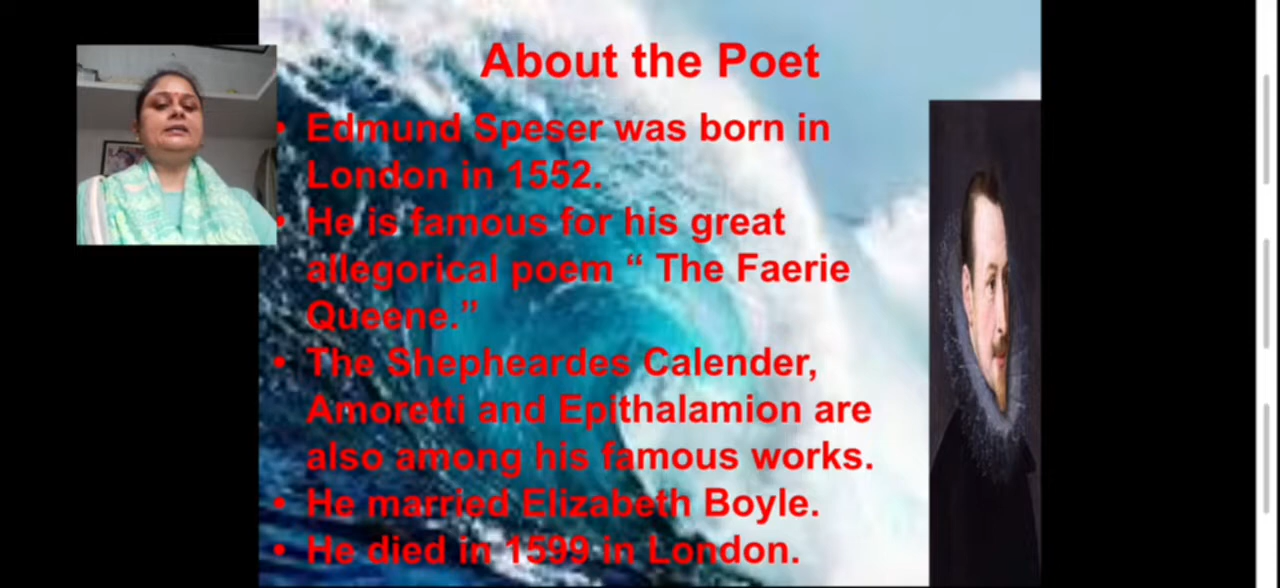 About the Poet
• Edmund Speser was born in
London in 1552.
• He is famous for his great
allegorical poem “ The Faerie
Queene.”
• The Shepheardes Calender,
Amoretti and Epithalamion are
also among his famous works.
• He married Elizabeth Boyle.
• He died in 1599 in London.